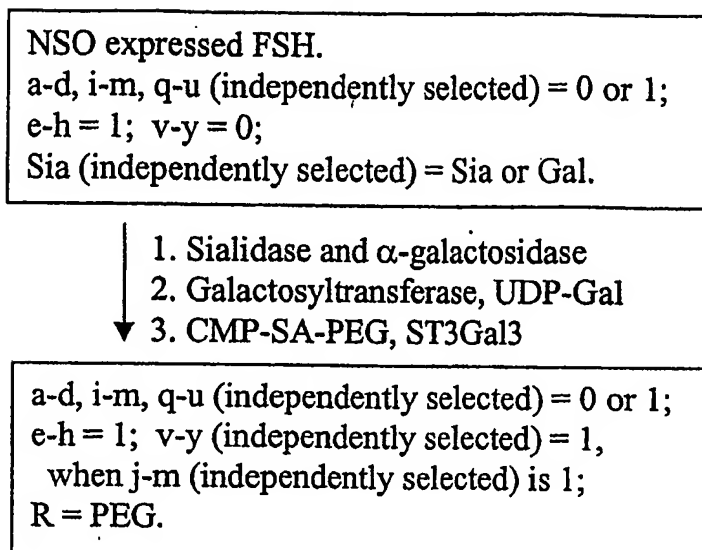 NSO expressed FSH.
a-d, i-m, q-u (independently selected) = 0 or 1;
e-h = 1; v-y = 0;
Sia (independently selected) = Sia or Gal.
1. Sialidase and α-galactosidase
2. Galactosyltransferase, UDP-Gal
3. CMP-SA-PEG, ST3Gal3
a-d, i-m, q-u (independently selected) = 0 or 1;
e-h = 1; v-y (independently selected) = 1,
when j-m (independently selected) is 1;
R = PEG.